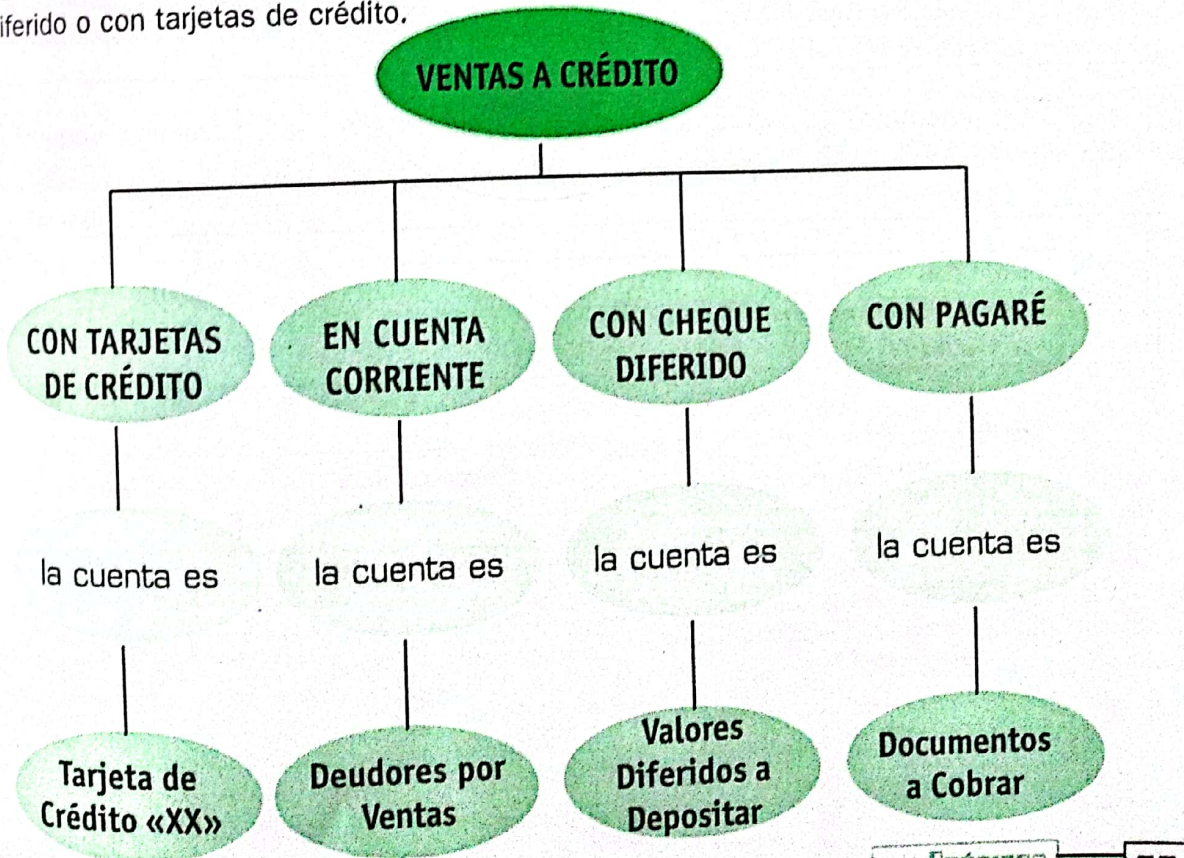 iferido o con tarjetas de crédito.
VENTAS A CRÉDITO
CON TARJETAS
DE CRÉDITO
EN CUENTA
CORRIENTE
CON CHEQUE
DIFERIDO
CON PAGARÉ
la cuenta es
la cuenta es
la cuenta es
la cuenta es
Tarjeta de
Crédito «XX»
Deudores por
Ventas
Valores
Diferidos a
Depositar
Documentos
a Cobrar